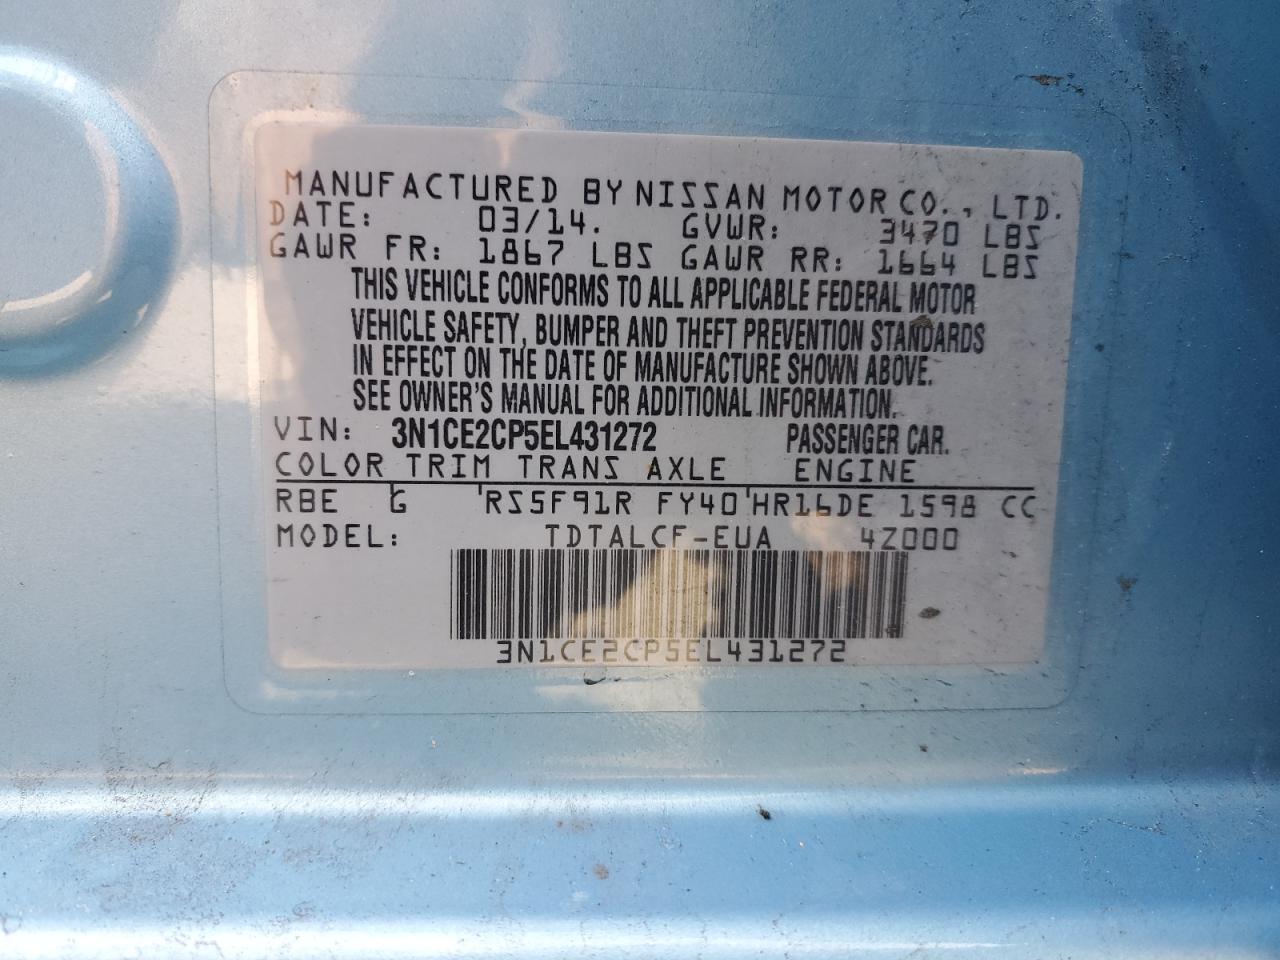 MANUFACTURED BY NISSAN MOTOR CO., LTD.
DATE: 03/14. GVWR: 3470 LBS
GAWR FR: 1867 LBS GAWR RR: 1664 LBS
THIS VEHICLE CONFORMS TO ALL APPLICABLE FEDERAL MOTOR
VEHICLE SAFETY, BUMPER AND THEFT PREVENTION STANDARDS
IN EFFECT ON THE DATE OF MANUFACTURE SHOWN ABOVE.
SEE OWNER'S MANUAL FOR ADDITIONAL INFORMATION.
VIN: 3N1CE2CP5EL431272 PASSENGER CAR.
COLOR TRIM TRANS AXLE ENGINE
RBE G RS5F91R FY40 HR16DE 1598 CC
MODEL: TDTALCF-EUA 4Z000
3N1CE2CP5EL431272